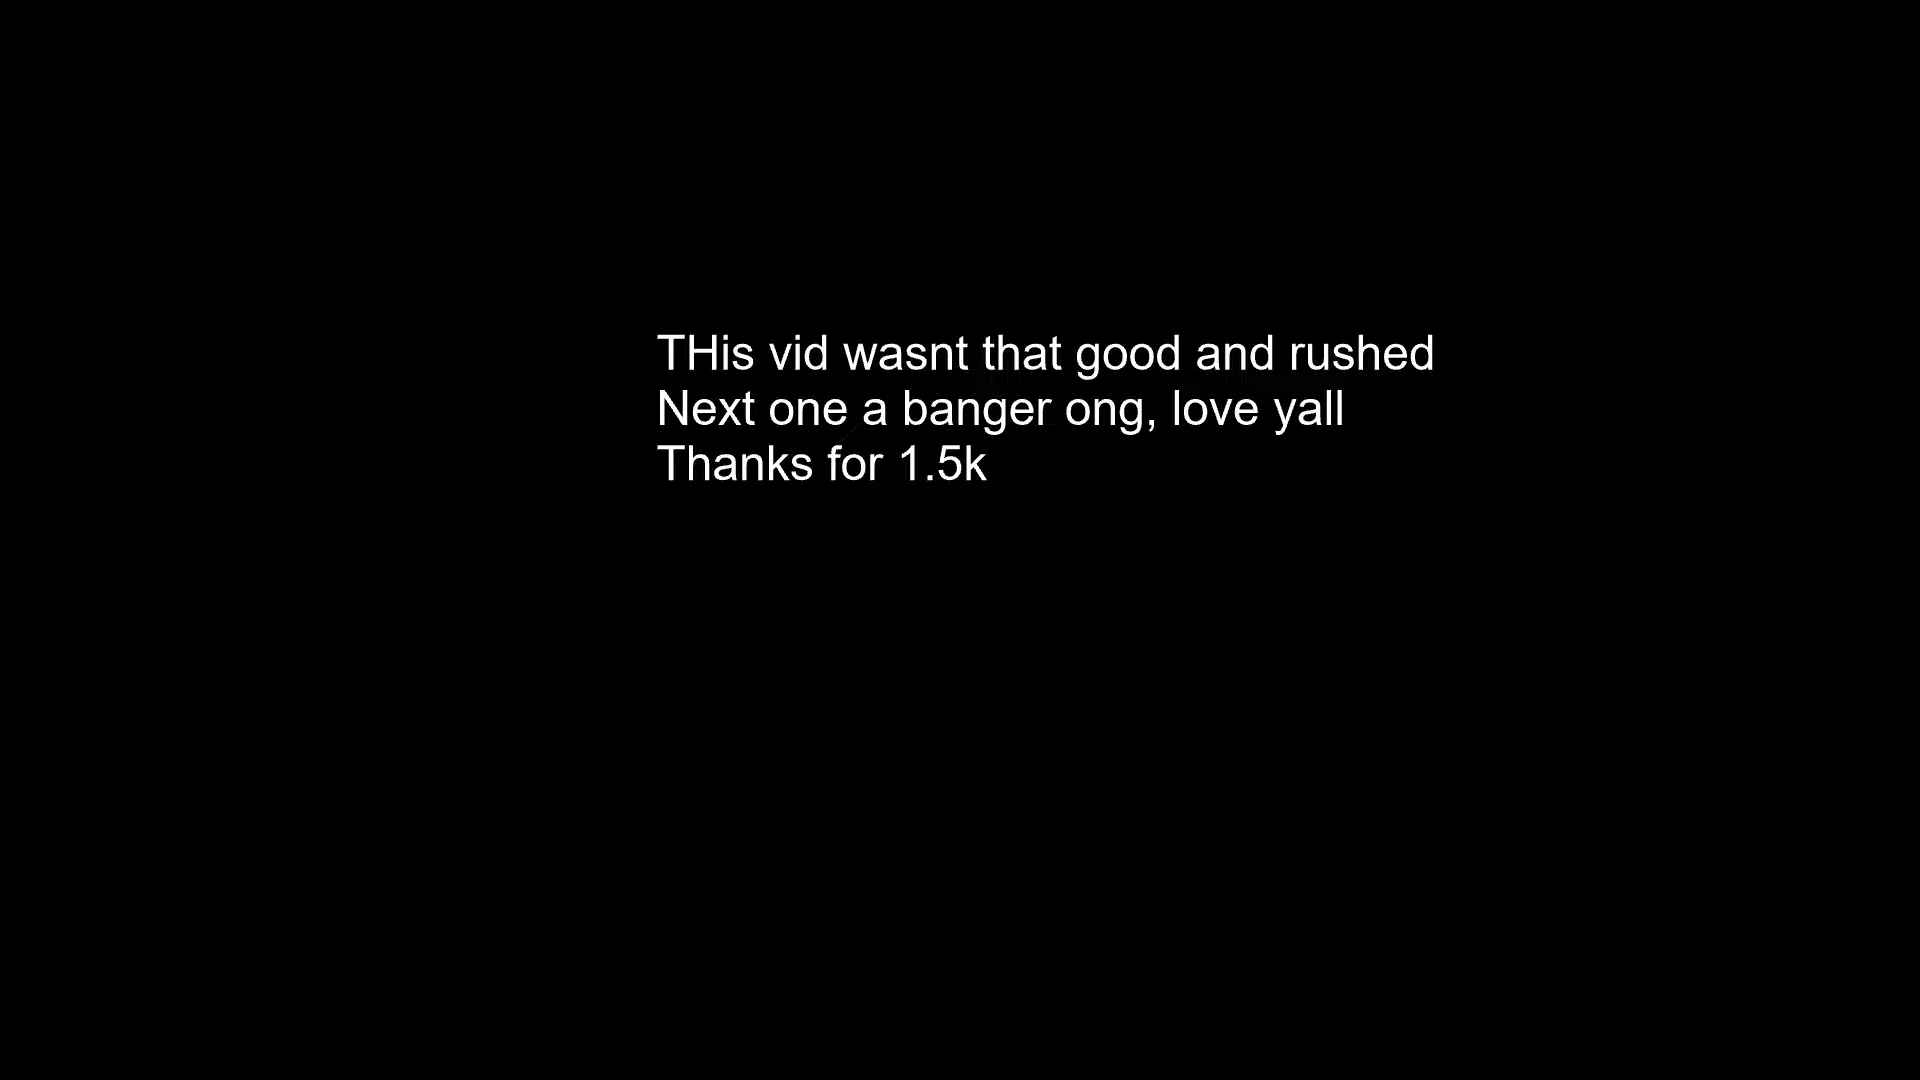 THis vid wasnt that good and rushed
Next one a banger ong, love yall
Thanks for 1.5k